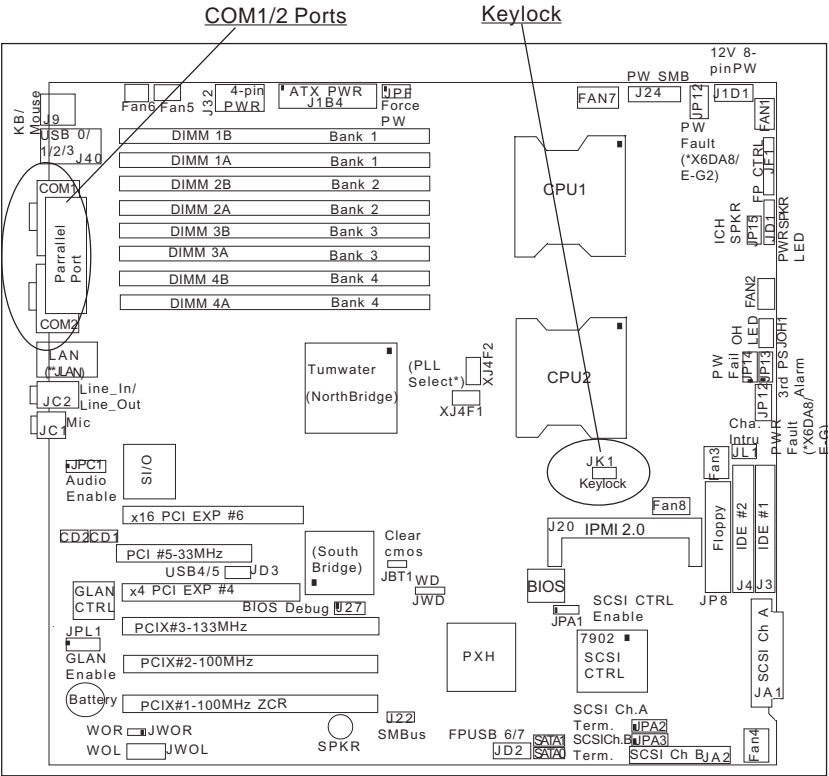 COM1/2 Ports
Keylock
12V 8-
pinPW
PW SMB
J24
JP12
J1D1
FAN7
FAN1
PW
Fault
(*X6DA8/
E-G2)
FP CTRL
JF1
ICH
SPKR
JP15
JD1
PWR
LED
SPKR
KB/
Mouse
J9
USB 0/
1/2/3
J40
Fan6
Fan5
J32
4-pin
PWR
ATX PWR
J1B4
JPF
Force
PW
DIMM 1B Bank 1
DIMM 1A Bank 1
DIMM 2B Bank 2
DIMM 2A Bank 2
DIMM 3B Bank 3
DIMM 3A Bank 3
DIMM 4B Bank 4
DIMM 4A Bank 4
CPU1
COM1
Parrallel
Port
COM2
LAN
(**JLAN)
JC2
Line_In/
Line_Out
JC1
Mic
Tumwater
(NorthBridge)
(PLL
Select*)
XJ4F2
XJ4F1
CPU2
FAN2
OH
LED
JOH1
PW
Fail
JP14
JP13
3rd PS
Alarm
JP12
PWR
Fault
(*X6DA8/
E-G)
Cha.
Intru
JL1
Fan3
JK1
Keylock
Fan8
JPC1
Audio
Enable
SI/O
x16 PCI EXP #6
CD2
CD1
PCI #5-33MHz
USB4/5
JD3
(South
Bridge)
Clear
cmos
JBT1
WD
JWD
J20
IPMI 2.0
Floppy
IDE #2
IDE #1
J4
J3
JP8
BIOS
JPA1
SCSI CTRL
Enable
GLAN
CTRL
x4 PCI EXP #4
BIOS Debug
J27
JPL1
GLAN
Enable
PCIX#3-133MHz
PCIX#2-100MHz
PXH
7902
SCSI
CTRL
SCSI Ch A
JA1
Battery
PCIX#1-100MHz ZCR
WOR
JWOR
WOL
JWOL
SPKR
J22
SMBus
FPUSB 6/7
JD2
SATA1
SATA0
SCSI Ch.A
Term.
JPA2
SCSICh.B
JPA3
Term.
SCSI Ch B
JA2
Fan4